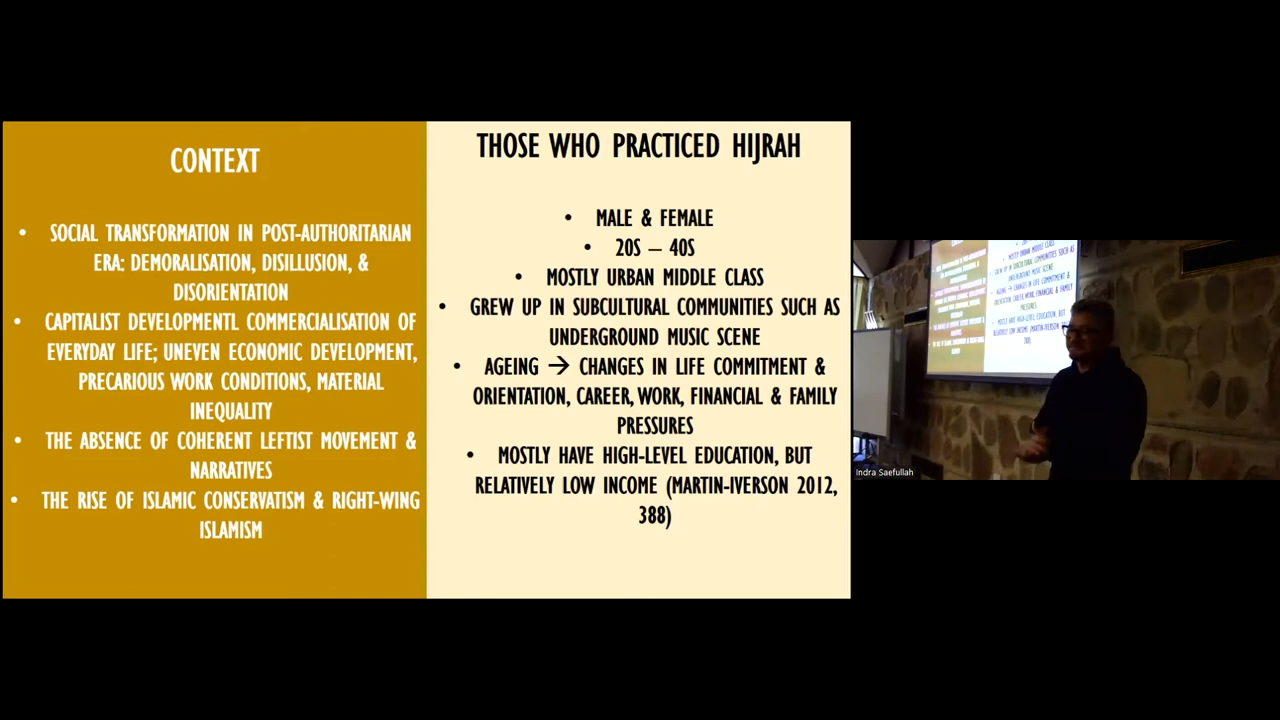 CONTEXT
• SOCIAL TRANSFORMATION IN POST-AUTHORITARIAN
ERA: DEMORALISATION, DISILLUSION, &
DISORIENTATION
• CAPITALIST DEVELOPMENTL COMMERCIALISATION OF
EVERYDAY LIFE; UNEVEN ECONOMIC DEVELOPMENT,
PRECARIOUS WORK CONDITIONS, MATERIAL
INEQUALITY
• THE ABSENCE OF COHERENT LEFTIST MOVEMENT &
NARRATIVES
• THE RISE OF ISLAMIC CONSERVATISM & RIGHT-WING
ISLAMISM
THOSE WHO PRACTICED HIJRAH
• MALE & FEMALE
• 20S – 40S
• MOSTLY URBAN MIDDLE CLASS
• GREW UP IN SUBCULTURAL COMMUNITIES SUCH AS
UNDERGROUND MUSIC SCENE
• AGEING → CHANGES IN LIFE COMMITMENT &
ORIENTATION, CAREER, WORK, FINANCIAL & FAMILY
PRESSURES
• MOSTLY HAVE HIGH-LEVEL EDUCATION, BUT
RELATIVELY LOW INCOME (MARTIN-IVERSON 2012,
388)
Indra Saefullah